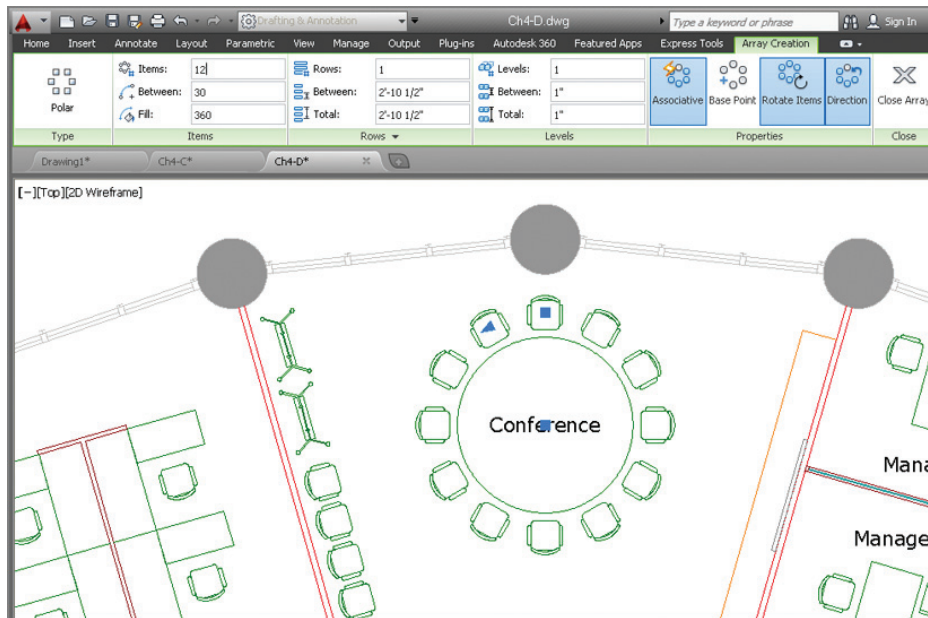 Drafting & Annotation Ch4-D.dwg Type a keyword or phrase Sign In
Home Insert Annotate Layout Parametric View Manage Output Plug-ins Autodesk 360 Featured Apps Express Tools Array Creation
Items: 12 Rows: 1 Levels: 1
Between: 30 Between: 2'-10 1/2" Between: 1"
Fill: 360 Total: 2'-10 1/2" Total: 1"
Polar Associative Base Point Rotate Items Direction Close Array
Type Items Rows Levels Properties Close
Drawing1* Ch4-C* Ch4-D*
[–][Top][2D Wireframe]
Conference
Mana
Manage